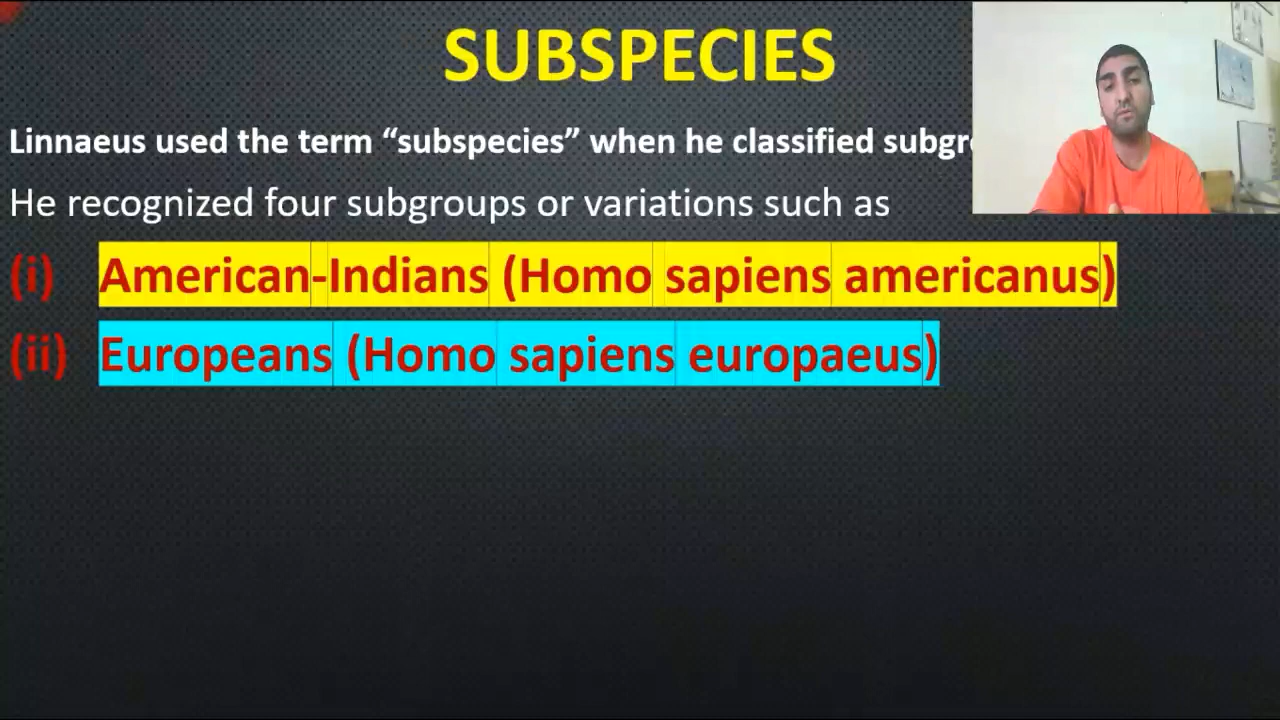 SUBSPECIES
Linnaeus used the term “subspecies” when he classified
He recognized four subgroups or variations such as
(i) American-Indians (Homo sapiens americanus)
(ii) Europeans (Homo sapiens europaeus)